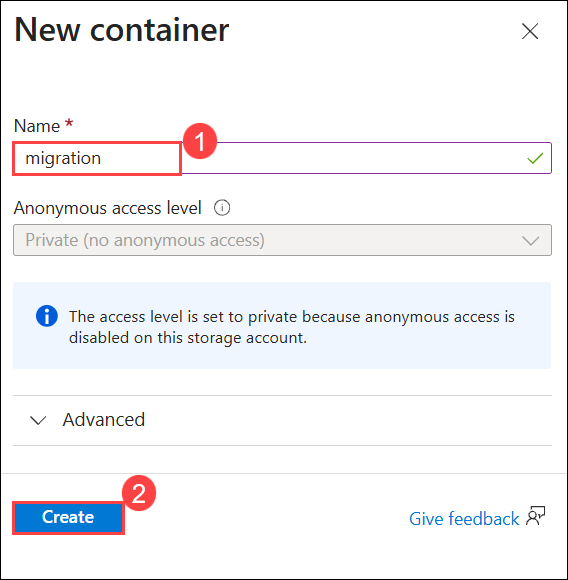 New container
Name *
1
migration
Anonymous access level
Private (no anonymous access)
The access level is set to private because anonymous access is
disabled on this storage account.
Advanced
2
Create
Give feedback